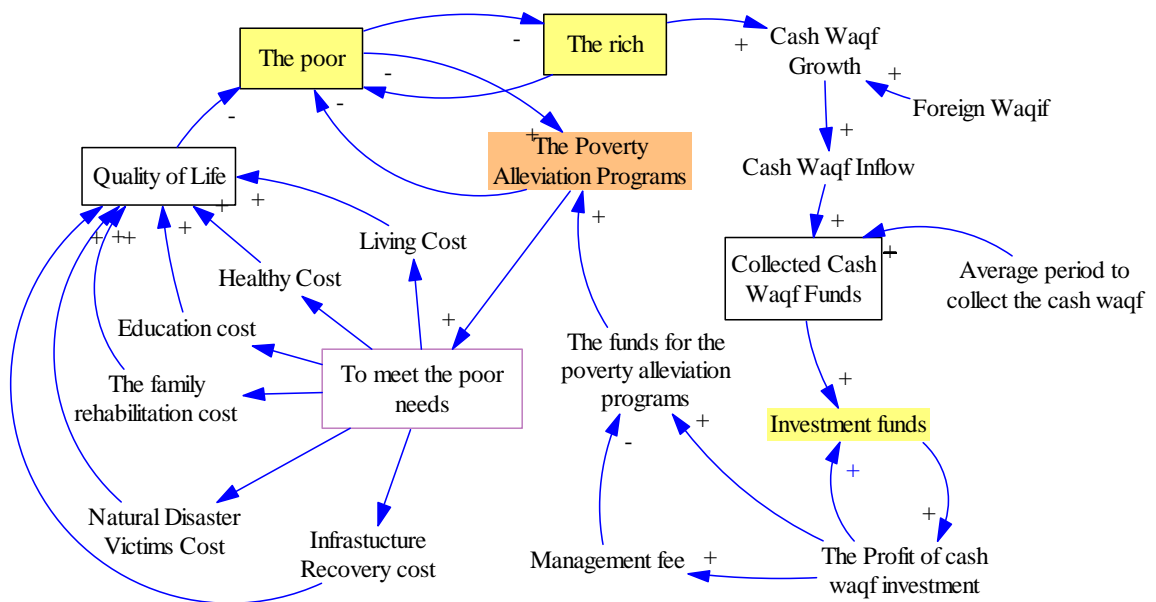 The poor
The rich
Cash Waqf
Growth
Foreign Waqif
The Poverty
Alleviation Programs
Quality of Life
Cash Waqf Inflow
Living Cost
Healthy Cost
Collected Cash
Waqf Funds
Average period to
collect the cash waqf
Education cost
The family
rehabilitation cost
To meet the poor
needs
The funds for the
poverty alleviation
programs
Investment funds
Natural Disaster
Victims Cost
Infrastucture
Recovery cost
Management fee
The Profit of cash
waqf investment